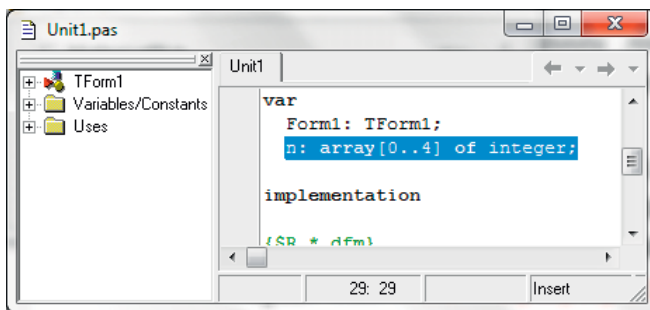 Unit1.pas
TForm1
Variables/Constants
Uses
Unit1
var
Form1: TForm1;
n: array[0..4] of integer;
implementation
{$R *.dfm}
29: 29
Insert